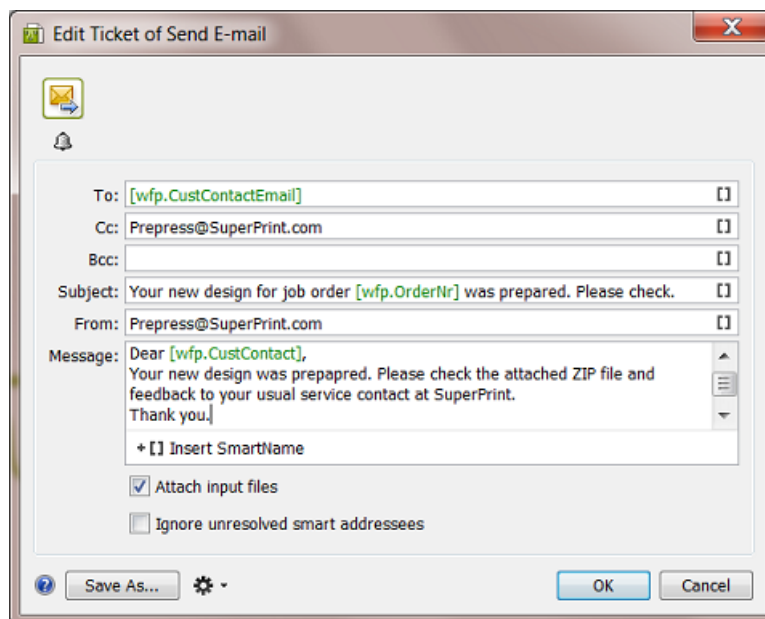 Edit Ticket of Send E-mail
To: [wfp.CustContactEmail] []
Cc: Prepress@SuperPrint.com []
Bcc: []
Subject: Your new design for job order [wfp.OrderNr] was prepared. Please check. []
From: Prepress@SuperPrint.com []
Message: Dear [wfp.CustContact],
Your new design was prepapred. Please check the attached ZIP file and
feedback to your usual service contact at SuperPrint.
Thank you.
+ [] Insert SmartName
Attach input files
Ignore unresolved smart addressees
? Save As... OK Cancel